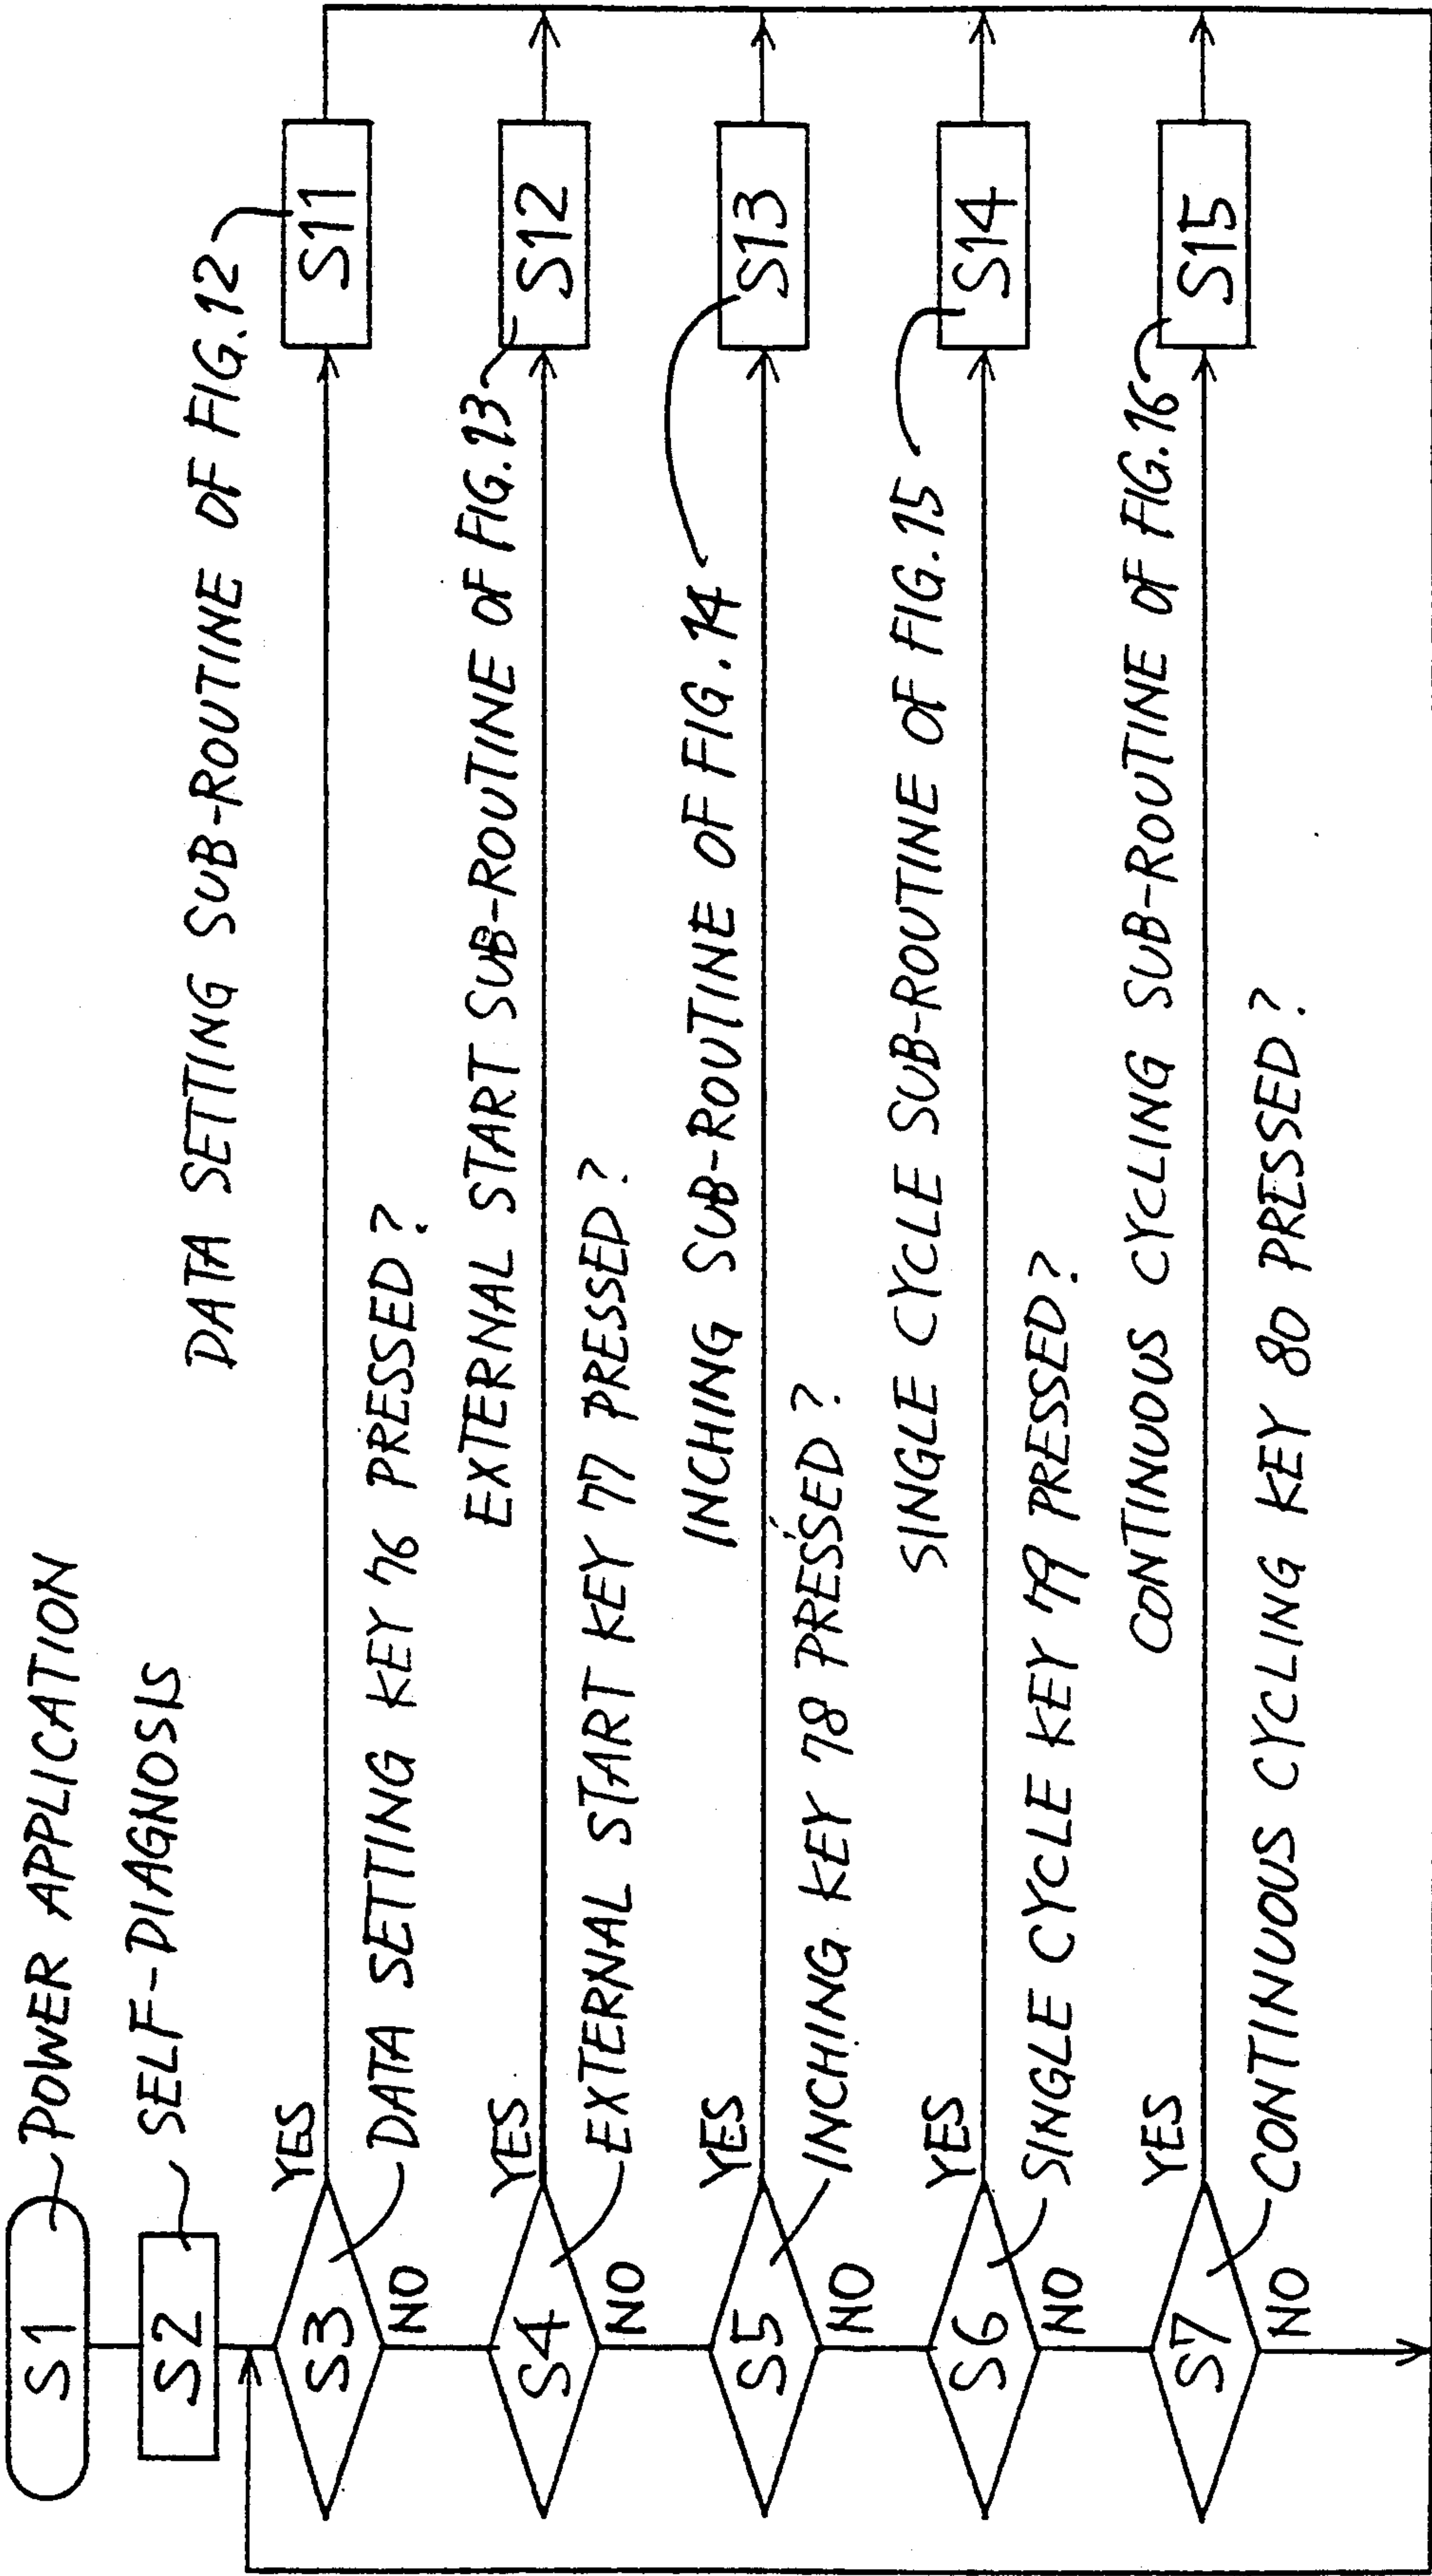 S1
POWER APPLICATION
S2
SELF-DIAGNOSIS
DATA SETTING SUB-ROUTINE OF FIG.12
S3
YES
S11
NO
DATA SETTING KEY 76 PRESSED?
EXTERNAL START SUB-ROUTINE OF FIG.13
S4
YES
S12
NO
EXTERNAL START KEY 77 PRESSED?
INCHING SUB-ROUTINE OF FIG.14
S5
YES
S13
NO
INCHING KEY 78 PRESSED?
SINGLE CYCLE SUB-ROUTINE OF FIG.15
S6
YES
S14
NO
SINGLE CYCLE KEY 79 PRESSED?
CONTINUOUS CYCLING SUB-ROUTINE OF FIG.16
S7
YES
S15
NO
CONTINUOUS CYCLING KEY 80 PRESSED?